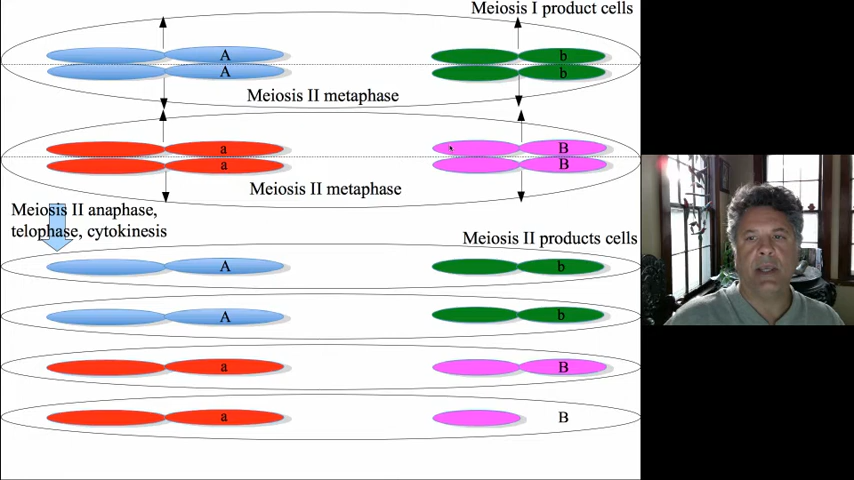 Meiosis I product cells
A
b
A
b
Meiosis II metaphase
a
B
a
B
Meiosis II metaphase
Meiosis II anaphase,
telophase, cytokinesis
Meiosis II products cells
A
b
A
b
a
B
a
B